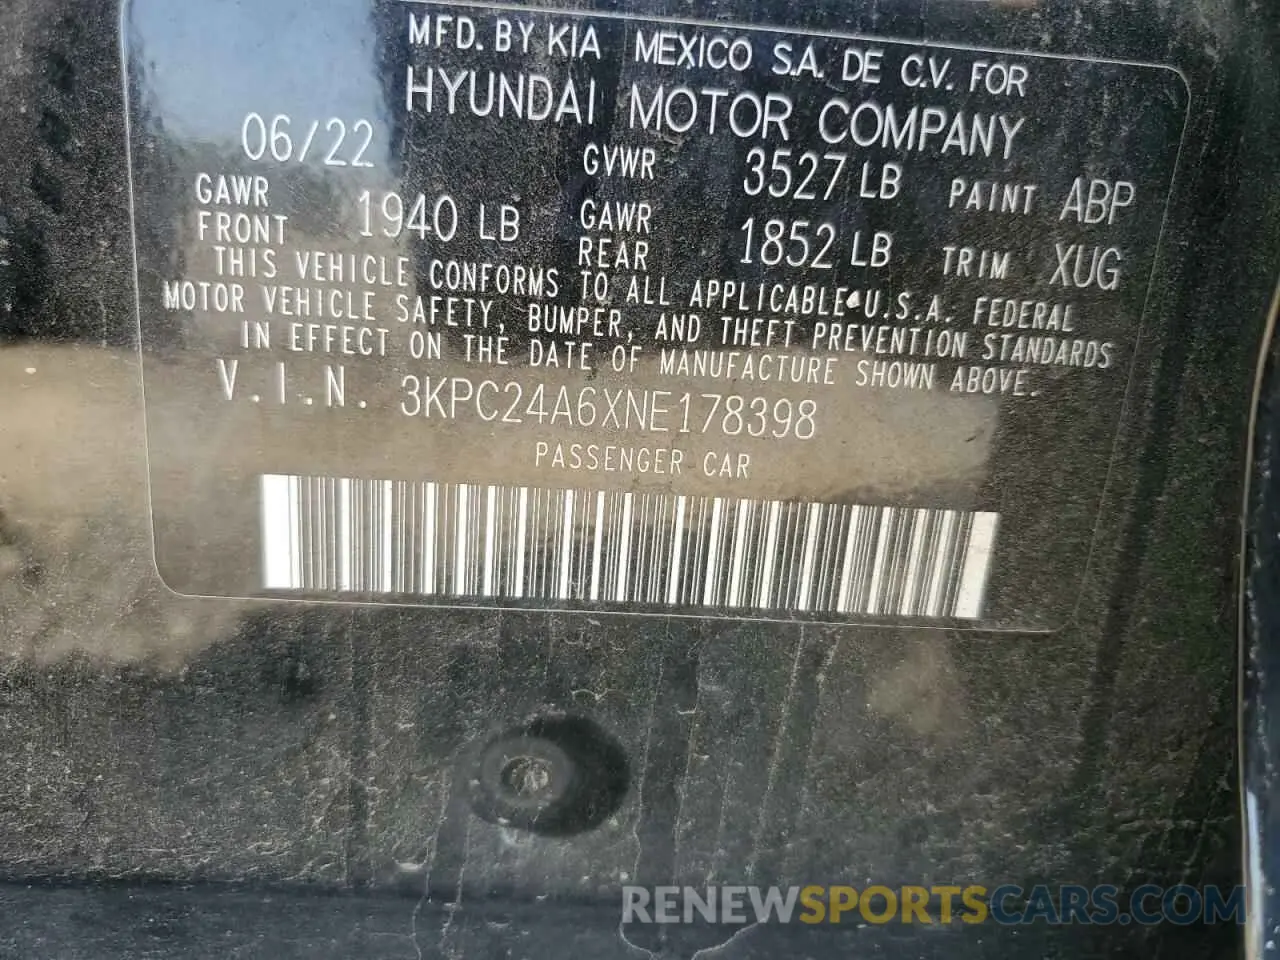 MFD. BY KIA MEXICO S.A. DE C.V. FOR
HYUNDAI MOTOR COMPANY
06/22 GVWR 3527 LB PAINT ABP
GAWR FRONT 1940 LB GAWR REAR 1852 LB TRIM XUG
THIS VEHICLE CONFORMS TO ALL APPLICABLE U.S.A. FEDERAL
MOTOR VEHICLE SAFETY, BUMPER, AND THEFT PREVENTION STANDARDS
IN EFFECT ON THE DATE OF MANUFACTURE SHOWN ABOVE.
V.I.N. 3KPC24A6XNE178398
PASSENGER CAR
RENEWSPORTSCARS.COM